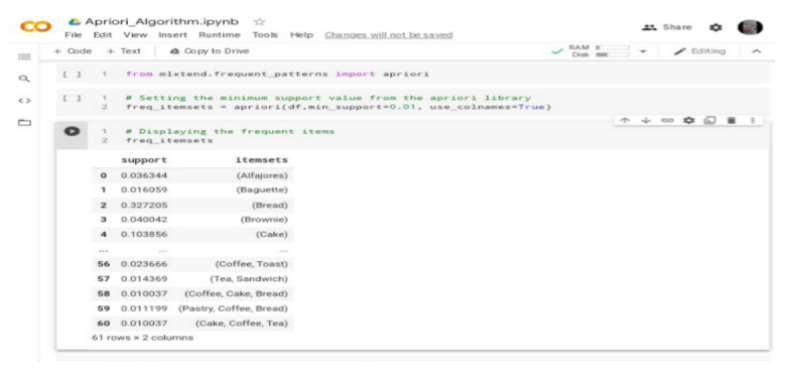 CO Apriori_Algorithm.ipynb
File Edit View Insert Runtime Tools Help Changes will not be saved
Share
+ Code + Text Copy to Drive
RAM
Disk
Editing
[ ] 1 from mlxtend.frequent_patterns import apriori
[ ] 1 # Setting the minimum support value from the apriori library
2 freq_itemsets = apriori(df,min_support=0.01, use_colnames=True)
1 # Displaying the frequent items
2 freq_itemsets
support itemsets
0 0.036344 (Alfajores)
1 0.016059 (Baguette)
2 0.327205 (Bread)
3 0.040042 (Brownie)
4 0.103856 (Cake)
... ... ...
56 0.023666 (Coffee, Toast)
57 0.014369 (Tea, Sandwich)
58 0.010037 (Coffee, Cake, Bread)
59 0.011199 (Pastry, Coffee, Bread)
60 0.010037 (Cake, Coffee, Tea)
61 rows × 2 columns